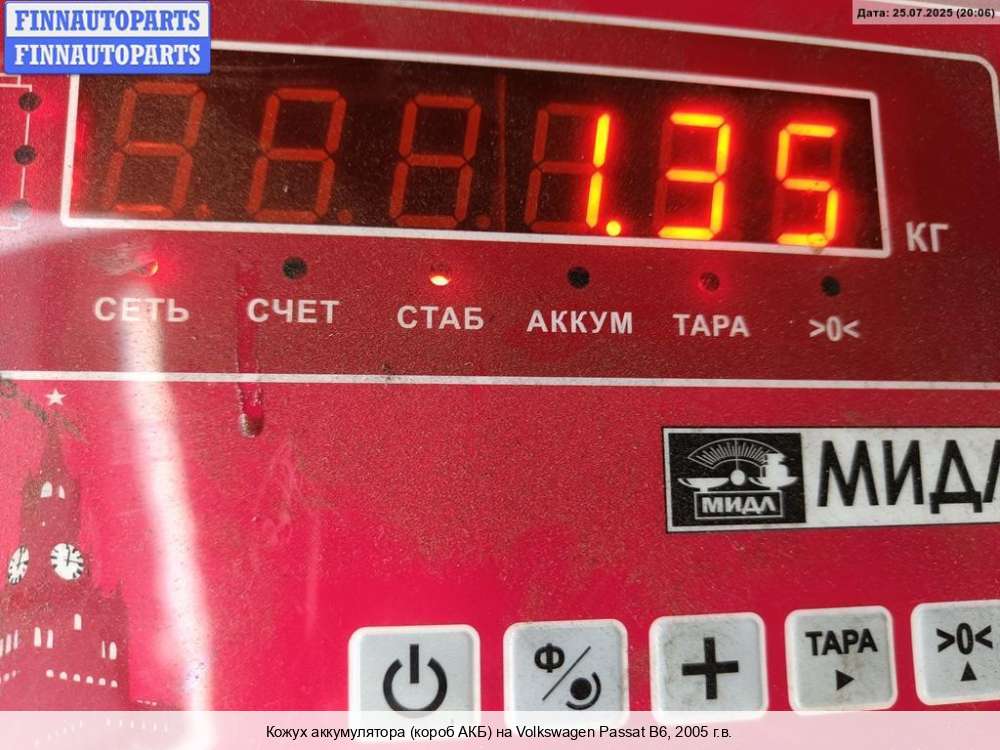 FINNAUTOPARTS
FINNAUTOPARTS
Дата: 25.07.2025 (20:06)
1.35
КГ
СЕТЬ СЧЕТ СТАБ АККУМ ТАРА >0<
МИДЛ
МИДЛ
Ф
ТАРА
>0<
Кожух аккумулятора (короб АКБ) на Volkswagen Passat B6, 2005 г.в.